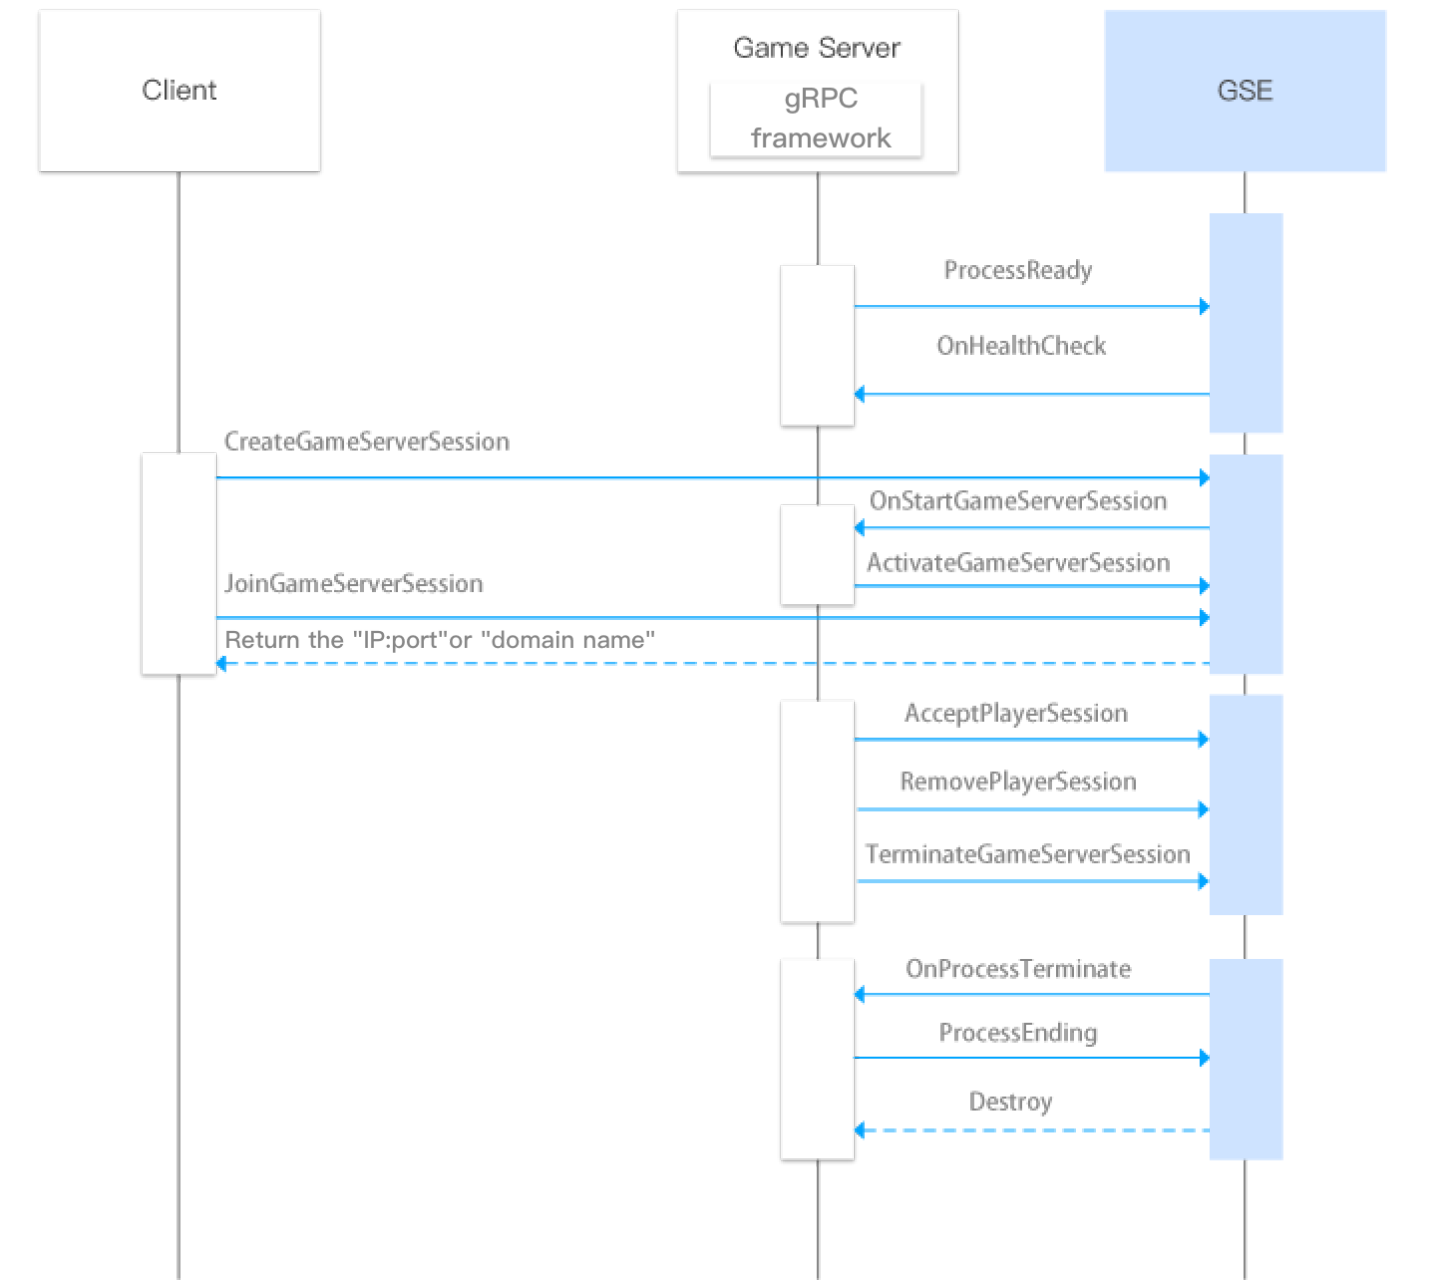 Client
Game Server
gRPC
framework
GSE
ProcessReady
OnHealthCheck
CreateGameServerSession
OnStartGameServerSession
ActivateGameServerSession
JoinGameServerSession
Return the "IP:port"or "domain name"
AcceptPlayerSession
RemovePlayerSession
TerminateGameServerSession
OnProcessTerminate
ProcessEnding
Destroy